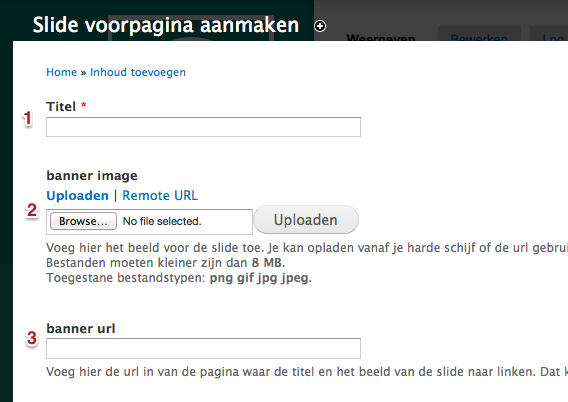 Slide voorpagina aanmaken
Weergeven Bewerken Log
Home » Inhoud toevoegen
1 Titel *
banner image
Uploaden | Remote URL
2 Browse... No file selected. Uploaden
Voeg hier het beeld voor de slide toe. Je kan opladen vanaf je harde schijf of de url gebrui
Bestanden moeten kleiner zijn dan 8 MB.
Toegestane bestandstypen: png gif jpg jpeg.
3 banner url
Voeg hier de url in van de pagina waar de titel en het beeld van de slide naar linken. Dat k